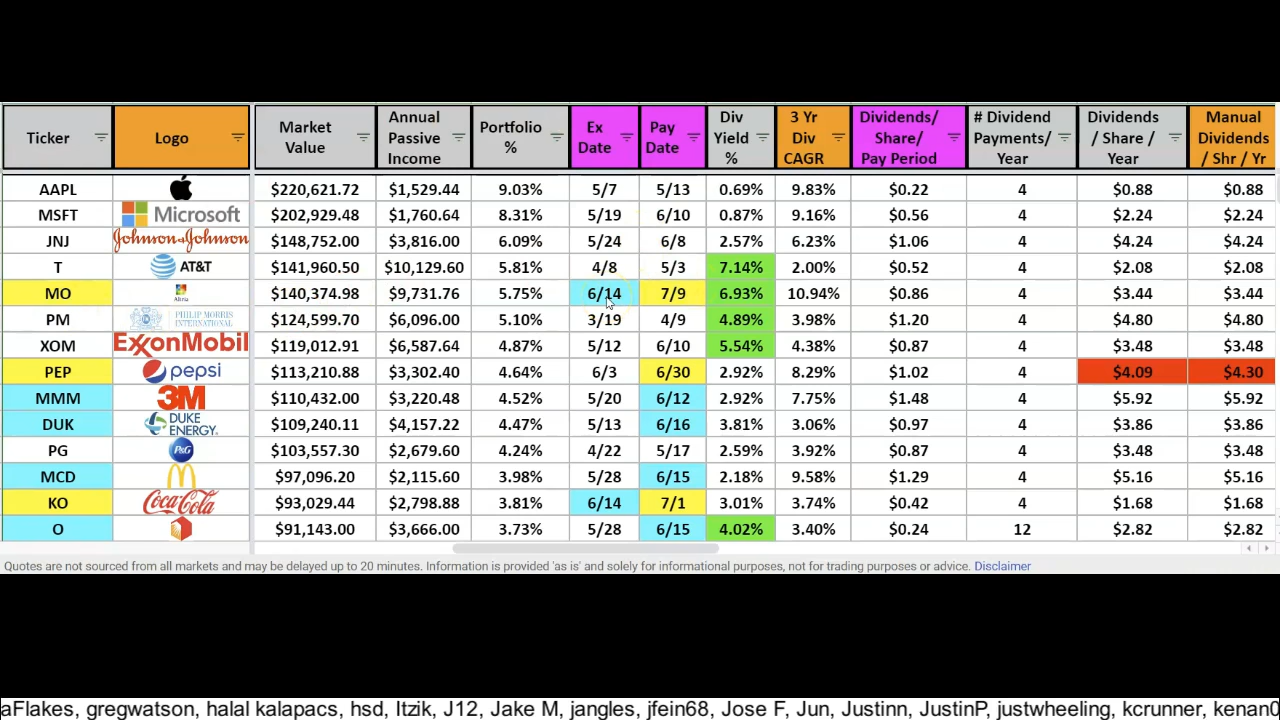 Ticker Logo Market Value Annual Passive Income Portfolio % Ex Date Pay Date Div Yield % 3 Yr Div CAGR Dividends/ Share/ Pay Period # Dividend Payments/ Year Dividends / Share / Year Manual Dividends / Shr / Yr
AAPL $220,621.72 $1,529.44 9.03% 5/7 5/13 0.69% 9.83% $0.22 4 $0.88 $0.88
MSFT Microsoft $202,929.48 $1,760.64 8.31% 5/19 6/10 0.87% 9.16% $0.56 4 $2.24 $2.24
JNJ Johnson & Johnson $148,752.00 $3,816.00 6.09% 5/24 6/8 2.57% 6.23% $1.06 4 $4.24 $4.24
T AT&T $141,960.50 $10,129.60 5.81% 4/8 5/3 7.14% 2.00% $0.52 4 $2.08 $2.08
MO Altria $140,374.98 $9,731.76 5.75% 6/14 7/9 6.93% 10.94% $0.86 4 $3.44 $3.44
PM PHILIP MORRIS INTERNATIONAL $124,599.70 $6,096.00 5.10% 3/19 4/9 4.89% 3.98% $1.20 4 $4.80 $4.80
XOM ExxonMobil $119,012.91 $6,587.64 4.87% 5/12 6/10 5.54% 4.38% $0.87 4 $3.48 $3.48
PEP pepsi $113,210.88 $3,302.40 4.64% 6/3 6/30 2.92% 8.29% $1.02 4 $4.09 $4.30
MMM 3M $110,432.00 $3,220.48 4.52% 5/20 6/12 2.92% 7.75% $1.48 4 $5.92 $5.92
DUK DUKE ENERGY. $109,240.11 $4,157.22 4.47% 5/13 6/16 3.81% 3.06% $0.97 4 $3.86 $3.86
PG P&G $103,557.30 $2,679.60 4.24% 4/22 5/17 2.59% 3.92% $0.87 4 $3.48 $3.48
MCD $97,096.20 $2,115.60 3.98% 5/28 6/15 2.18% 9.58% $1.29 4 $5.16 $5.16
KO Coca-Cola $93,029.44 $2,798.88 3.81% 6/14 7/1 3.01% 3.74% $0.42 4 $1.68 $1.68
O $91,143.00 $3,666.00 3.73% 5/28 6/15 4.02% 3.40% $0.24 12 $2.82 $2.82
Quotes are not sourced from all markets and may be delayed up to 20 minutes. Information is provided 'as is' and solely for informational purposes, not for trading purposes or advice. Disclaimer
aFlakes, gregwatson, halal kalapacs, hsd, Itzik, J12, Jake M, jangles, jfein68, Jose F, Jun, Justinn, JustinP, justwheeling, kcrunner, kenan0